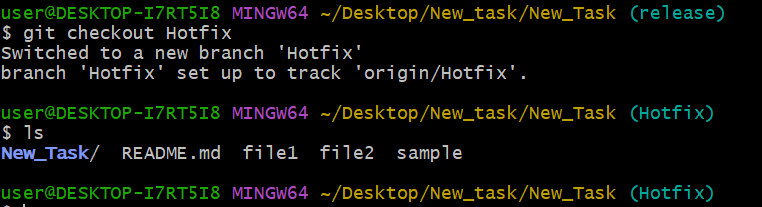 user@DESKTOP-I7RT5I8 MINGW64 ~/Desktop/New_task/New_Task (release)
$ git checkout Hotfix
Switched to a new branch 'Hotfix'
branch 'Hotfix' set up to track 'origin/Hotfix'.
user@DESKTOP-I7RT5I8 MINGW64 ~/Desktop/New_task/New_Task (Hotfix)
$ ls
New_Task/  README.md  file1  file2  sample
user@DESKTOP-I7RT5I8 MINGW64 ~/Desktop/New_task/New_Task (Hotfix)